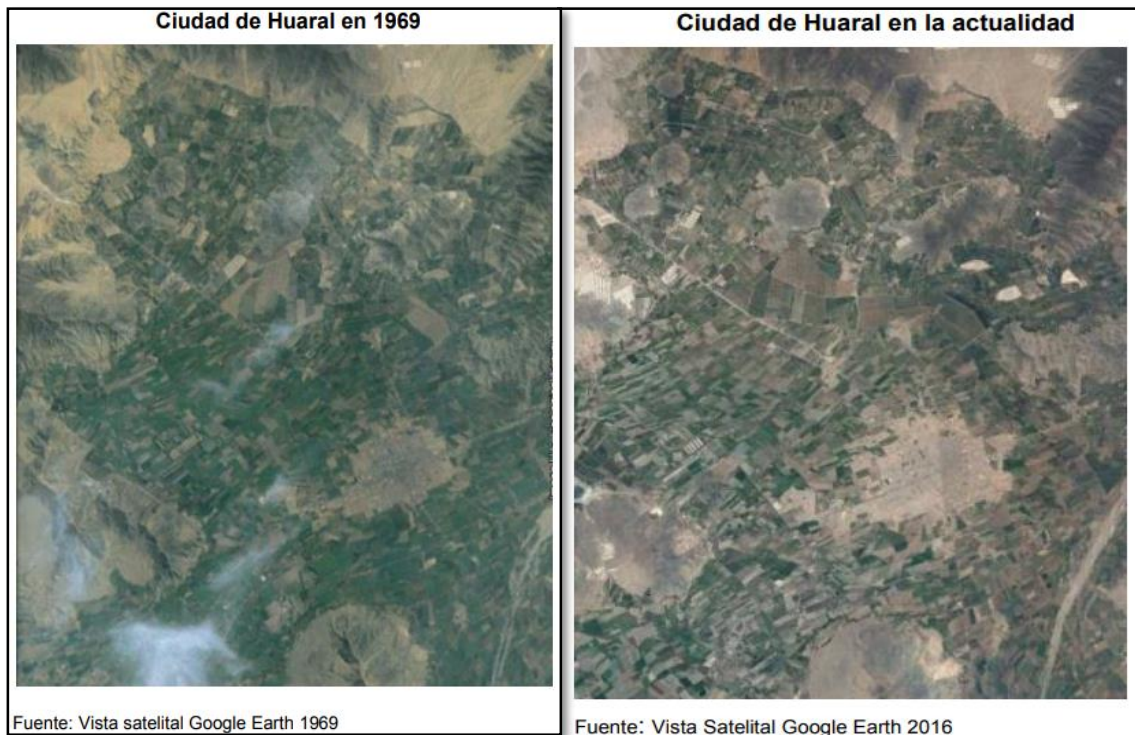 Ciudad de Huaral en 1969
Fuente: Vista satelital Google Earth 1969
Ciudad de Huaral en la actualidad
Fuente: Vista Satelital Google Earth 2016